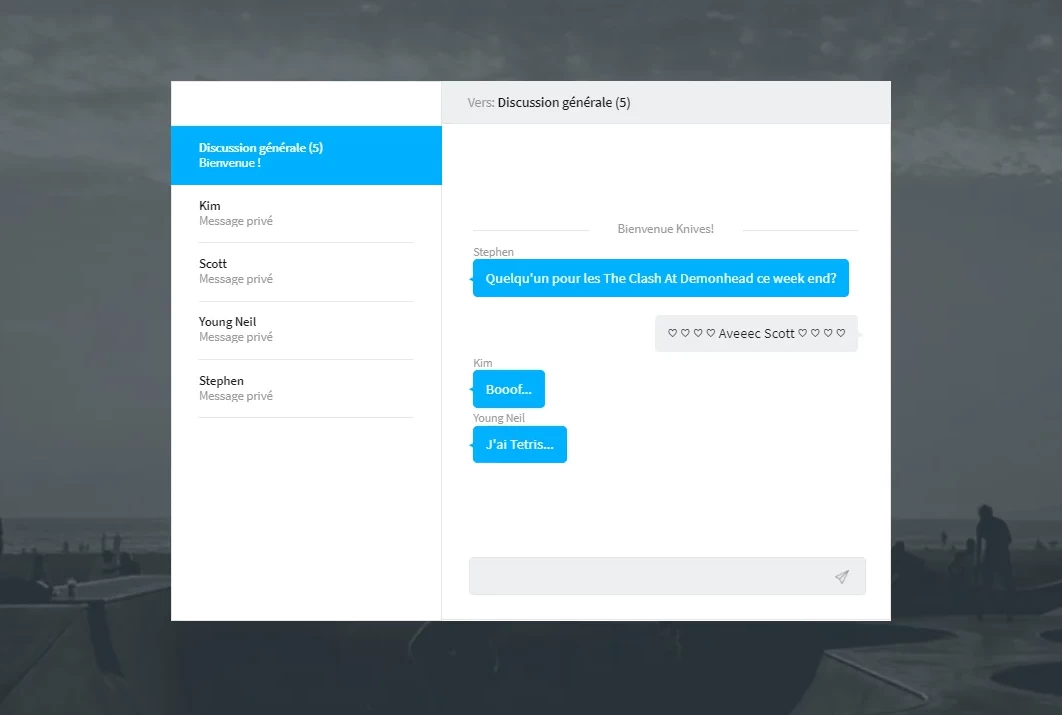 Discussion générale (5)
Bienvenue !
Kim
Message privé
Scott
Message privé
Young Neil
Message privé
Stephen
Message privé
Vers: Discussion générale (5)
Bienvenue Knives!
Stephen
Quelqu'un pour les The Clash At Demonhead ce week end?
♡ ♡ ♡ ♡ Aveeec Scott ♡ ♡ ♡ ♡
Kim
Booof...
Young Neil
J'ai Tetris...